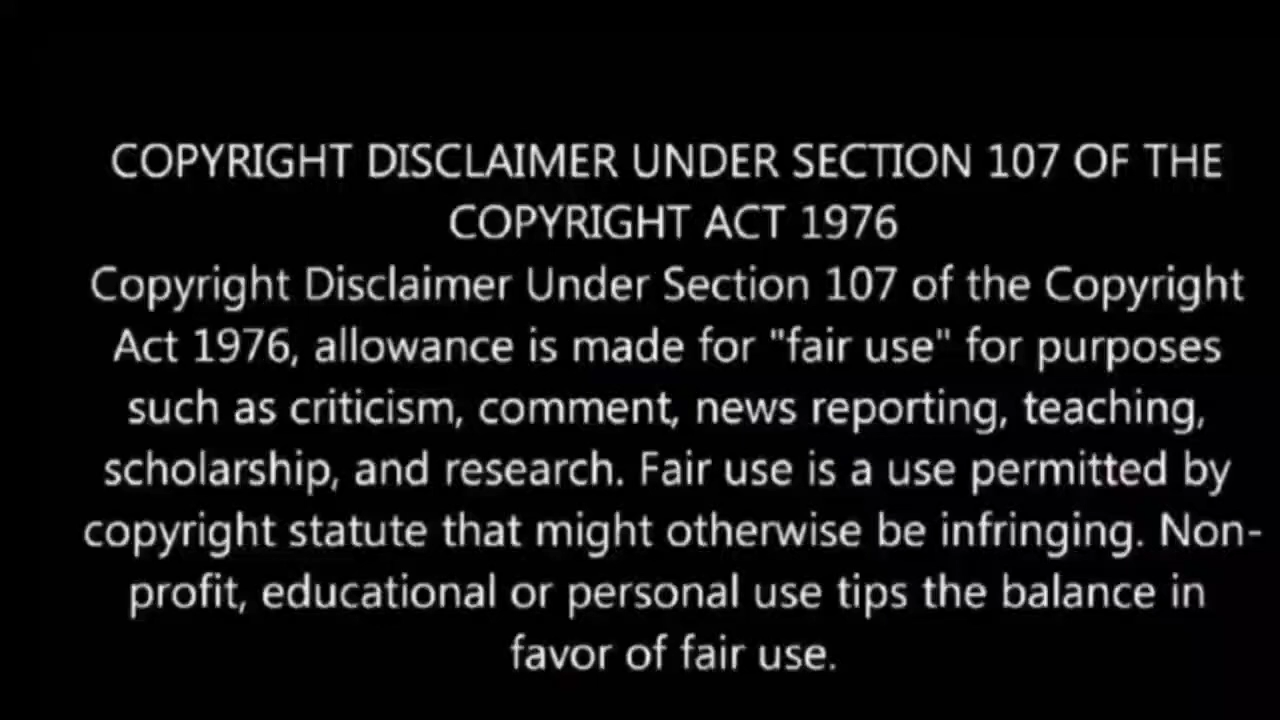 COPYRIGHT DISCLAIMER UNDER SECTION 107 OF THE
COPYRIGHT ACT 1976
Copyright Disclaimer Under Section 107 of the Copyright
Act 1976, allowance is made for "fair use" for purposes
such as criticism, comment, news reporting, teaching,
scholarship, and research. Fair use is a use permitted by
copyright statute that might otherwise be infringing. Non-
profit, educational or personal use tips the balance in
favor of fair use.